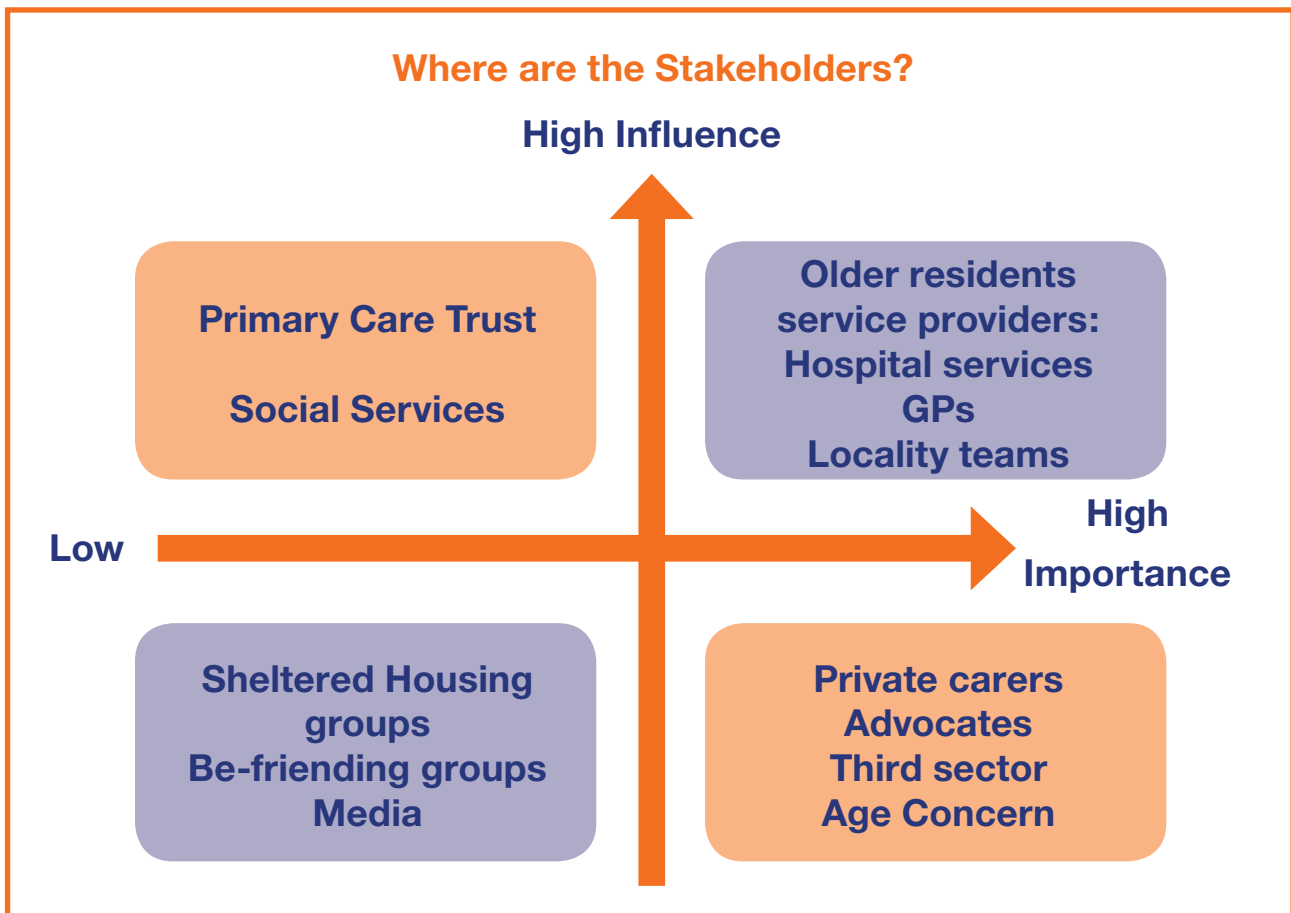 Where are the Stakeholders?
High Influence
Primary Care Trust
Social Services
Older residents
service providers:
Hospital services
GPs
Locality teams
Low
High
Importance
Sheltered Housing
groups
Be-friending groups
Media
Private carers
Advocates
Third sector
Age Concern